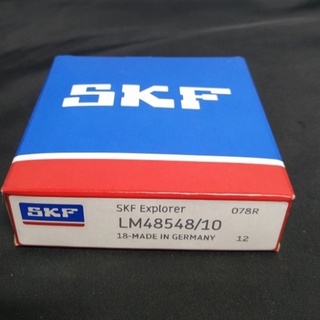 SKF
SKF
SKF Explorer 078R
LM48548/10
18-MADE IN GERMANY 12